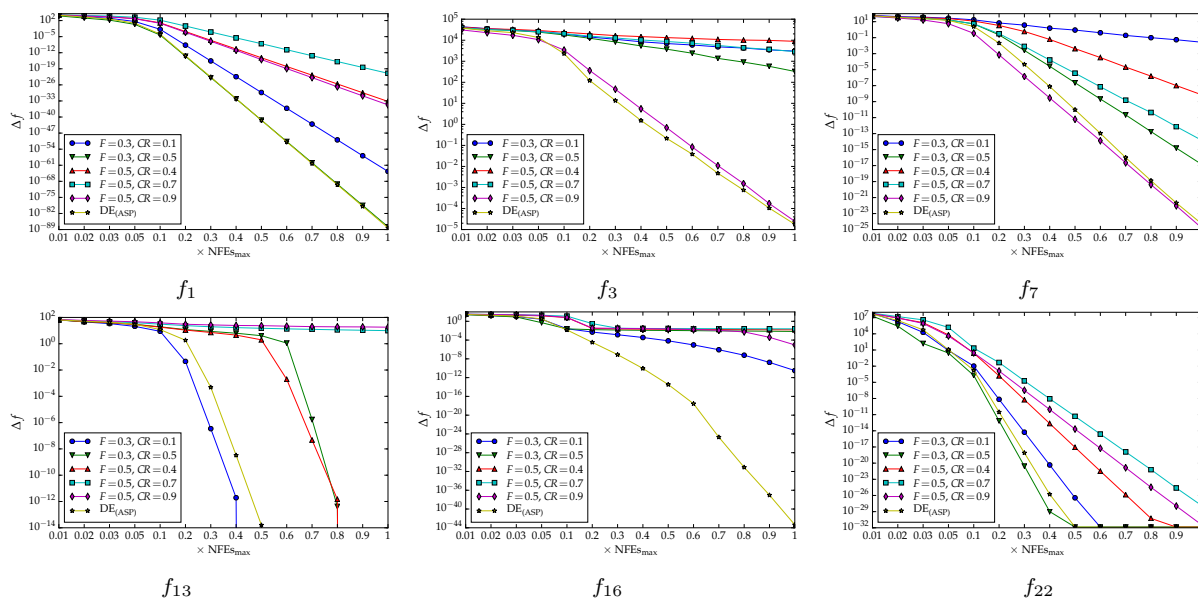 10^2
10^-5
10^-12
10^-19
10^-26
10^-33
10^-40
10^-47
10^-54
10^-61
10^-68
10^-75
10^-82
10^-89
Δf
F=0.3, CR=0.1
F=0.3, CR=0.5
F=0.5, CR=0.4
F=0.5, CR=0.7
F=0.5, CR=0.9
DE(ASP)
0.01 0.02 0.03 0.05 0.1 0.2 0.3 0.4 0.5 0.6 0.7 0.8 0.9 1
× NFEs_max
f_1
10^5
10^4
10^3
10^2
10^1
10^0
10^-1
10^-2
10^-3
10^-4
10^-5
Δf
F=0.3, CR=0.1
F=0.3, CR=0.5
F=0.5, CR=0.4
F=0.5, CR=0.7
F=0.5, CR=0.9
DE(ASP)
0.01 0.02 0.03 0.05 0.1 0.2 0.3 0.4 0.5 0.6 0.7 0.8 0.9 1
× NFEs_max
f_3
10^1
10^-1
10^-3
10^-5
10^-7
10^-9
10^-11
10^-13
10^-15
10^-17
10^-19
10^-21
10^-23
10^-25
Δf
F=0.3, CR=0.1
F=0.3, CR=0.5
F=0.5, CR=0.4
F=0.5, CR=0.7
F=0.5, CR=0.9
DE(ASP)
0.01 0.02 0.03 0.05 0.1 0.2 0.3 0.4 0.5 0.6 0.7 0.8 0.9
× NFEs_max
f_7
10^2
10^0
10^-2
10^-4
10^-6
10^-8
10^-10
10^-12
10^-14
Δf
F=0.3, CR=0.1
F=0.3, CR=0.5
F=0.5, CR=0.4
F=0.5, CR=0.7
F=0.5, CR=0.9
DE(ASP)
0.01 0.02 0.03 0.05 0.1 0.2 0.3 0.4 0.5 0.6 0.7 0.8 0.9 1
× NFEs_max
f_13
10^0
10^-4
10^-8
10^-12
10^-16
10^-20
10^-24
10^-28
10^-32
10^-36
10^-40
10^-44
Δf
F=0.3, CR=0.1
F=0.3, CR=0.5
F=0.5, CR=0.4
F=0.5, CR=0.7
F=0.5, CR=0.9
DE(ASP)
0.01 0.02 0.03 0.05 0.1 0.2 0.3 0.4 0.5 0.6 0.7 0.8 0.9 1
× NFEs_max
f_16
10^7
10^4
10^1
10^-2
10^-5
10^-8
10^-11
10^-14
10^-17
10^-20
10^-23
10^-26
10^-29
10^-32
Δf
F=0.3, CR=0.1
F=0.3, CR=0.5
F=0.5, CR=0.4
F=0.5, CR=0.7
F=0.5, CR=0.9
DE(ASP)
0.01 0.02 0.03 0.05 0.1 0.2 0.3 0.4 0.5 0.6 0.7 0.8 0.9
× NFEs_max
f_22